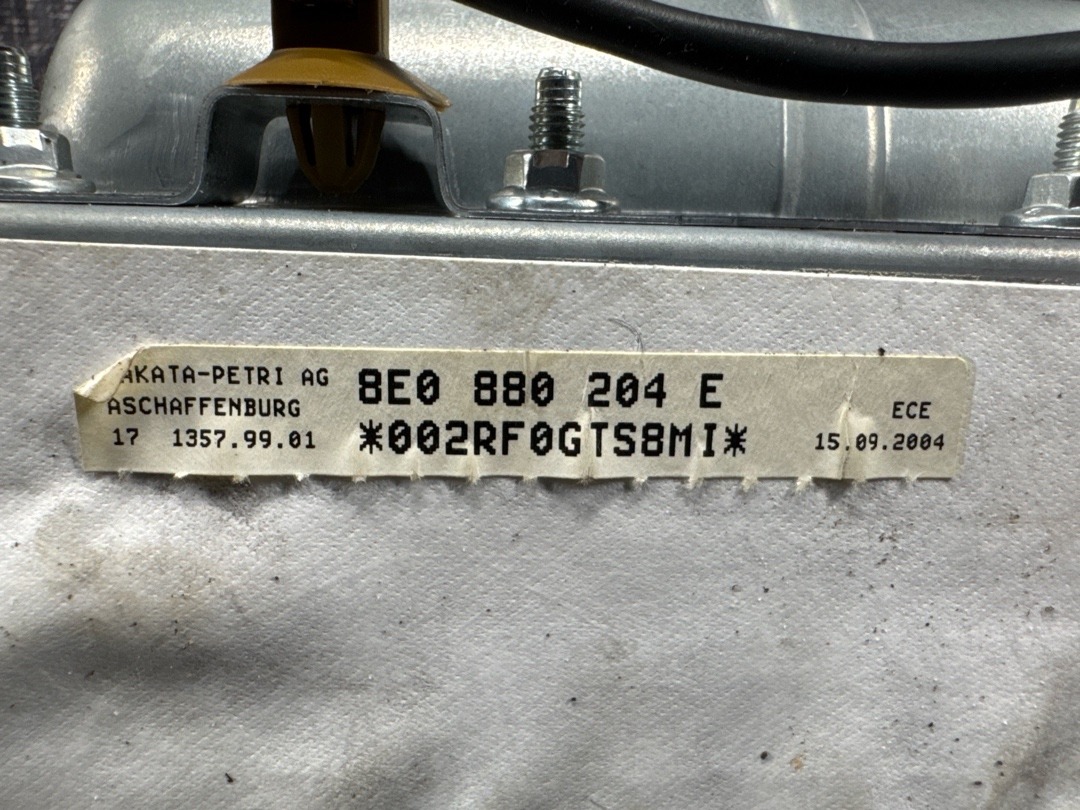 AKATA-PETRI AG
ASCHAFFENBURG
17 1357.99.01
8E0 880 204 E
*002RF0GTS8MI*
ECE
15.09.2004